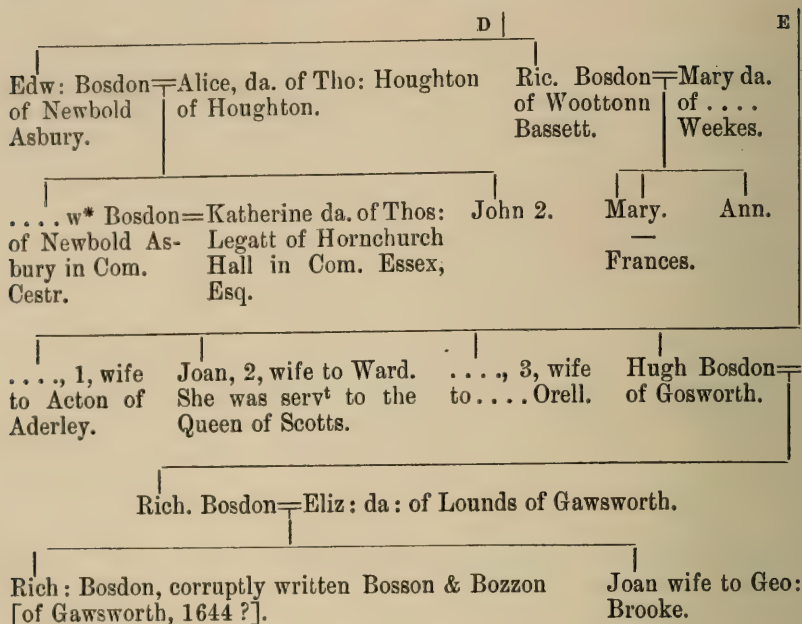 D E
Edw: Bosdon=Alice, da. of Tho: Houghton
of Newbold of Houghton.
Asbury.
Ric. Bosdon=Mary da.
of Woottonn of . . . .
Bassett. Weekes.
. . . . w* Bosdon=Katherine da. of Thos:
of Newbold As- Legatt of Hornchurch
bury in Com. Hall in Com. Essex,
Cestr. Esq.
John 2.
Mary.
—
Frances.
Ann.
. . . ., 1, wife
to Acton of
Aderley.
Joan, 2, wife to Ward.
She was servt to the
Queen of Scotts.
. . . ., 3, wife
to . . . . Orell.
Hugh Bosdon=
of Gosworth.
Rich. Bosdon=Eliz: da: of Lounds of Gawsworth.
Rich: Bosdon, corruptly written Bosson & Bozzon
[of Gawsworth, 1644 ?].
Joan wife to Geo:
Brooke.